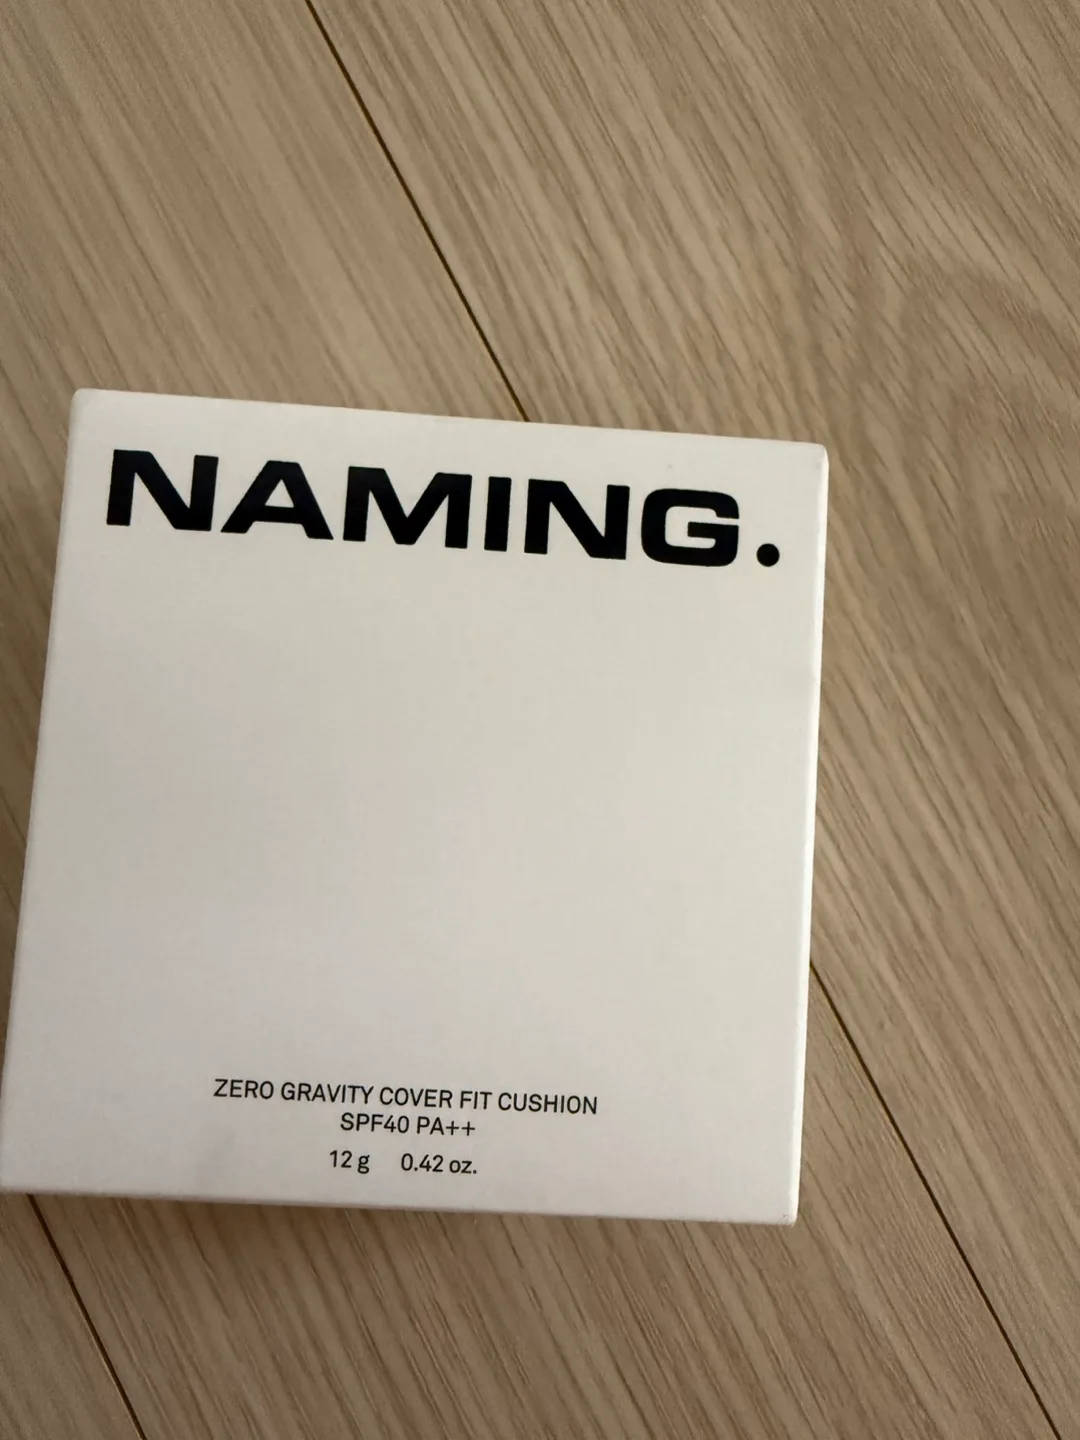 NAMING.
ZERO GRAVITY COVER FIT CUSHION
SPF40 PA++
12 g 0.42 oz.